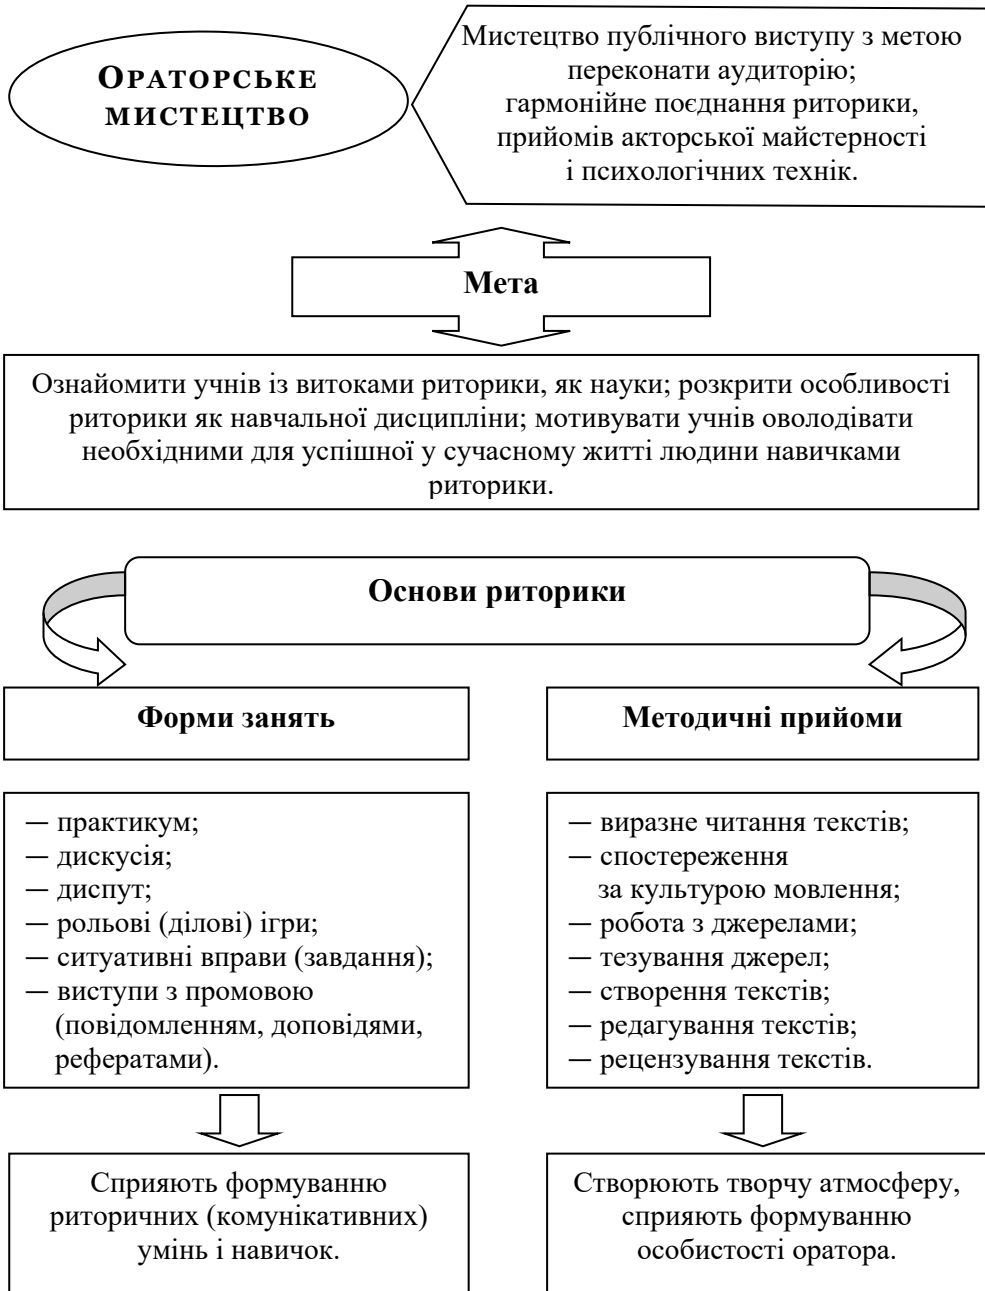 ОРАТОРСЬКЕ
МИСТЕЦТВО
Мистецтво публічного виступу з метою
переконати аудиторію;
гармонійне поєднання риторики,
прийомів акторської майстерності
і психологічних технік.
Мета
Ознайомити учнів із витоками риторики, як науки; розкрити особливості
риторики як навчальної дисципліни; мотивувати учнів оволодівати
необхідними для успішної у сучасному житті людини навичками
риторики.
Основи риторики
Форми занять
— практикум;
— дискусія;
— диспут;
— рольові (ділові) ігри;
— ситуативні вправи (завдання);
— виступи з промовою
(повідомленням, доповідями,
рефератами).
Сприяють формуванню
риторичних (комунікативних)
умінь і навичок.
Методичні прийоми
— виразне читання текстів;
— спостереження
за культурою мовлення;
— робота з джерелами;
— тезування джерел;
— створення текстів;
— редагування текстів;
— рецензування текстів.
Створюють творчу атмосферу,
сприяють формуванню
особистості оратора.